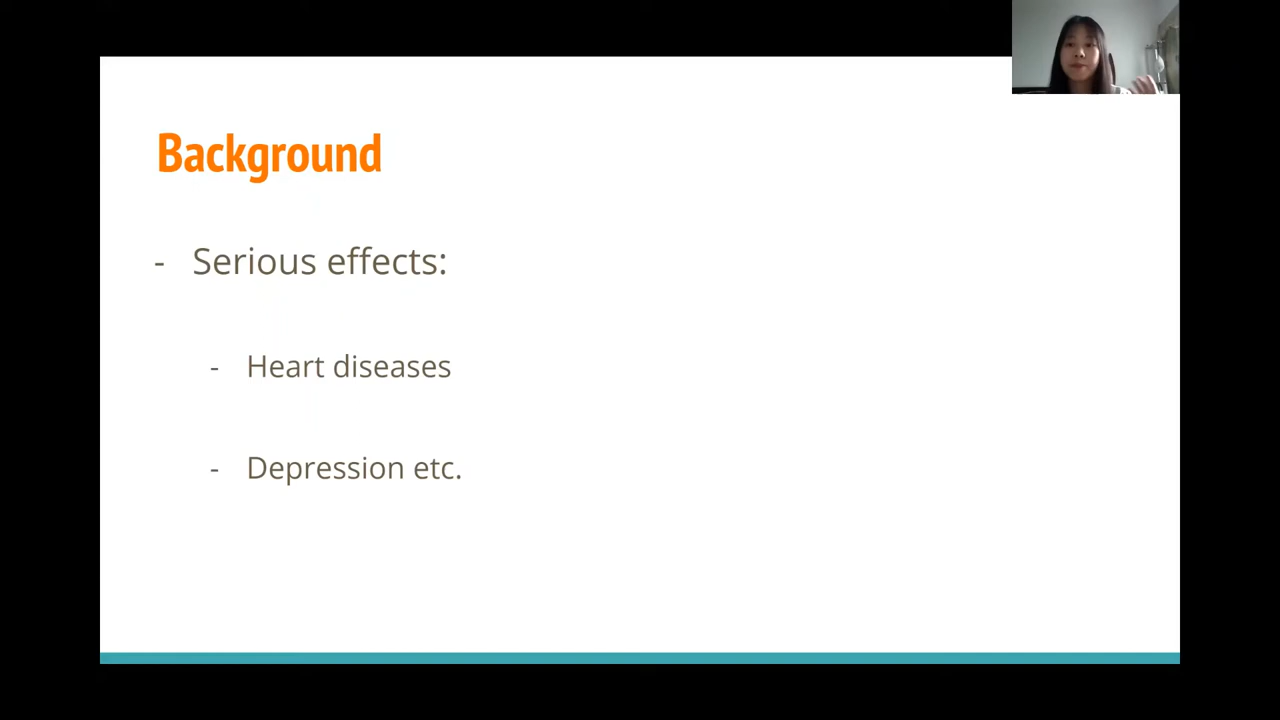 Background
- Serious effects:
- Heart diseases
- Depression etc.